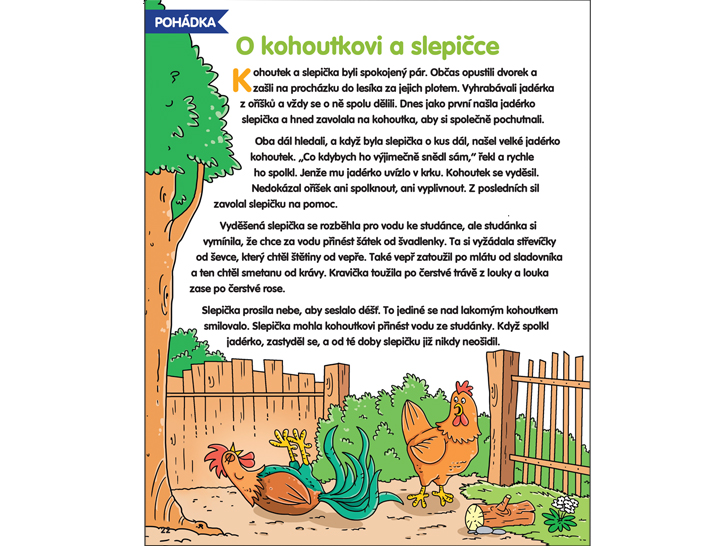 POHÁDKA
O kohoutkovi a slepičce
Kohoutek a slepička byli spokojený pár. Občas opustili dvorek a
zašli na procházku do lesíka za jejich plotem. Vyhrabávali jadérka
z oříšků a vždy se o ně spolu dělili. Dnes jako první našla jadérko
slepička a hned zavolala na kohoutka, aby si společně pochutnali.
Oba dál hledali, a když byla slepička o kus dál, našel velké jadérko
kohoutek. „Co kdybych ho výjimečně snědl sám,“ řekl a rychle
ho spolkl. Jenže mu jadérko uvízlo v krku. Kohoutek se vyděsil.
Nedokázal oříšek ani spolknout, ani vyplivnout. Z posledních sil
zavolal slepičku na pomoc.
Vyděšená slepička se rozběhla pro vodu ke studánce, ale studánka si
vymínila, že chce za vodu přinést šátek od švadlenky. Ta si vyžádala střevíčky
od ševce, který chtěl štětiny od vepře. Také vepř zatoužil po mlátu od sladovníka
a ten chtěl smetanu od krávy. Kravička toužila po čerstvé trávě z louky a louka
zase po čerstvé rose.
Slepička prosila nebe, aby seslalo déšť. To jediné se nad lakomým kohoutkem
smilovalo. Slepička mohla kohoutkovi přinést vodu ze studánky. Když spolkl
jadérko, zastyděl se, a od té doby slepičku již nikdy neošidil.
22